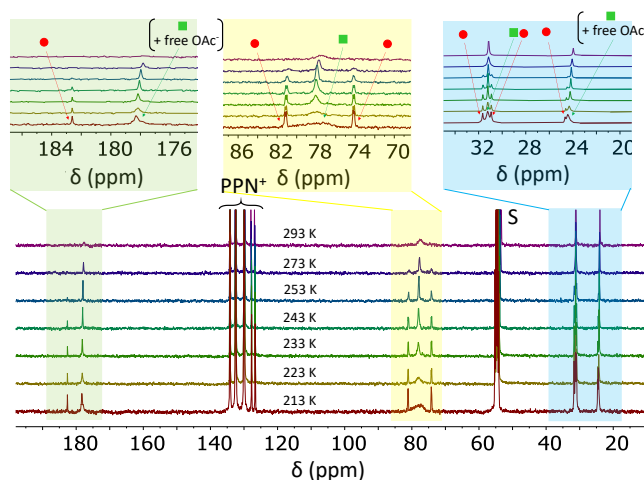 + free OAc⁻
+ free OAc⁻
184 180 176
δ (ppm)
86 82 78 74 70
δ (ppm)
32 28 24 20
δ (ppm)
PPN⁺
S
293 K
273 K
253 K
243 K
233 K
223 K
213 K
180 160 140 120 100 80 60 40 20
δ (ppm)